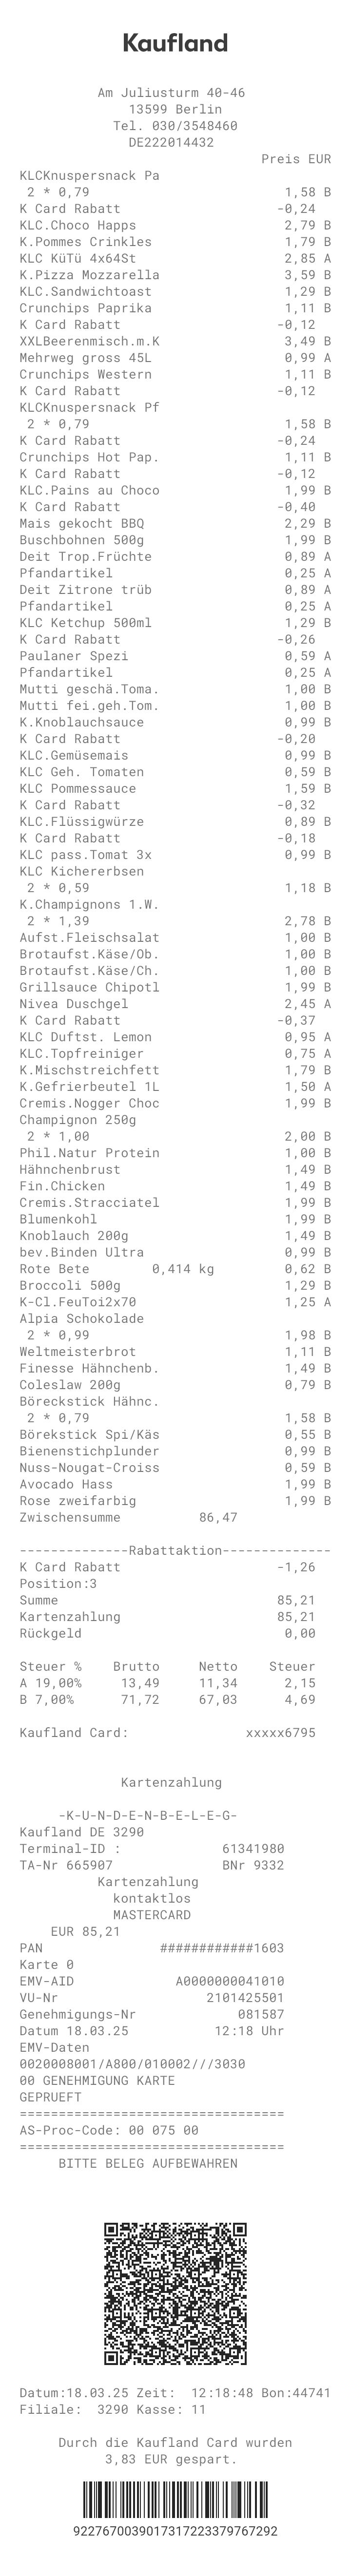 Kaufland
Am Juliusturm 40-46
13599 Berlin
Tel. 030/3548460
DE222014432
Preis EUR
KLCKnuspersnack Pa
2 * 0,79 1,58 B
K Card Rabatt -0,24
KLC.Choco Happs 2,79 B
K.Pommes Crinkles 1,79 B
KLC KüTü 4x64St 2,85 A
K.Pizza Mozzarella 3,59 B
KLC.Sandwichtoast 1,29 B
Crunchips Paprika 1,11 B
K Card Rabatt -0,12
XXLBeerenmisch.m.K 3,49 B
Mehrweg gross 45L 0,99 A
Crunchips Western 1,11 B
K Card Rabatt -0,12
KLCKnuspersnack Pf
2 * 0,79 1,58 B
K Card Rabatt -0,24
Crunchips Hot Pap. 1,11 B
K Card Rabatt -0,12
KLC.Pains au Choco 1,99 B
K Card Rabatt -0,40
Mais gekocht BBQ 2,29 B
Buschbohnen 500g 1,99 B
Deit Trop.Früchte 0,89 A
Pfandartikel 0,25 A
Deit Zitrone trüb 0,89 A
Pfandartikel 0,25 A
KLC Ketchup 500ml 1,29 B
K Card Rabatt -0,26
Paulaner Spezi 0,59 A
Pfandartikel 0,25 A
Mutti geschä.Toma. 1,00 B
Mutti fei.geh.Tom. 1,00 B
K.Knoblauchsauce 0,99 B
K Card Rabatt -0,20
KLC.Gemüsemais 0,99 B
KLC Geh. Tomaten 0,59 B
KLC Pommessauce 1,59 B
K Card Rabatt -0,32
KLC.Flüssigwürze 0,89 B
K Card Rabatt -0,18
KLC pass.Tomat 3x 0,99 B
KLC Kichererbsen
2 * 0,59 1,18 B
K.Champignons 1.W.
2 * 1,39 2,78 B
Aufst.Fleischsalat 1,00 B
Brotaufst.Käse/Ob. 1,00 B
Brotaufst.Käse/Ch. 1,00 B
Grillsauce Chipotl 1,99 B
Nivea Duschgel 2,45 A
K Card Rabatt -0,37
KLC Duftst. Lemon 0,95 A
KLC.Topfreiniger 0,75 A
K.Mischstreichfett 1,79 B
K.Gefrierbeutel 1L 1,50 A
Cremis.Nogger Choc 1,99 B
Champignon 250g
2 * 1,00 2,00 B
Phil.Natur Protein 1,00 B
Hähnchenbrust 1,49 B
Fin.Chicken 1,49 B
Cremis.Stracciatel 1,99 B
Blumenkohl 1,99 B
Knoblauch 200g 1,49 B
bev.Binden Ultra 0,99 B
Rote Bete 0,414 kg 0,62 B
Broccoli 500g 1,29 B
K-Cl.FeuToi2x70 1,25 A
Alpia Schokolade
2 * 0,99 1,98 B
Weltmeisterbrot 1,11 B
Finesse Hähnchenb. 1,49 B
Coleslaw 200g 0,79 B
Böreckstick Hähnc.
2 * 0,79 1,58 B
Börekstick Spi/Käs 0,55 B
Bienenstichplunder 0,99 B
Nuss-Nougat-Croiss 0,59 B
Avocado Hass 1,99 B
Rose zweifarbig 1,99 B
Zwischensumme 86,47
--------------Rabattaktion--------------
K Card Rabatt -1,26
Position:3
Summe 85,21
Kartenzahlung 85,21
Rückgeld 0,00
Steuer % Brutto Netto Steuer
A 19,00% 13,49 11,34 2,15
B 7,00% 71,72 67,03 4,69
Kaufland Card: xxxxx6795
Kartenzahlung
-K-U-N-D-E-N-B-E-L-E-G-
Kaufland DE 3290
Terminal-ID : 61341980
TA-Nr 665907 BNr 9332
Kartenzahlung
kontaktlos
MASTERCARD
EUR 85,21
PAN ############1603
Karte 0
EMV-AID A0000000041010
VU-Nr 2101425501
Genehmigungs-Nr 081587
Datum 18.03.25 12:18 Uhr
EMV-Daten
0020008001/A800/010002///3030
00 GENEHMIGUNG KARTE
GEPRUEFT
==================================
AS-Proc-Code: 00 075 00
==================================
BITTE BELEG AUFBEWAHREN
Datum:18.03.25 Zeit: 12:18:48 Bon:44741
Filiale: 3290 Kasse: 11
Durch die Kaufland Card wurden
3,83 EUR gespart.
9227670039017317223379767292